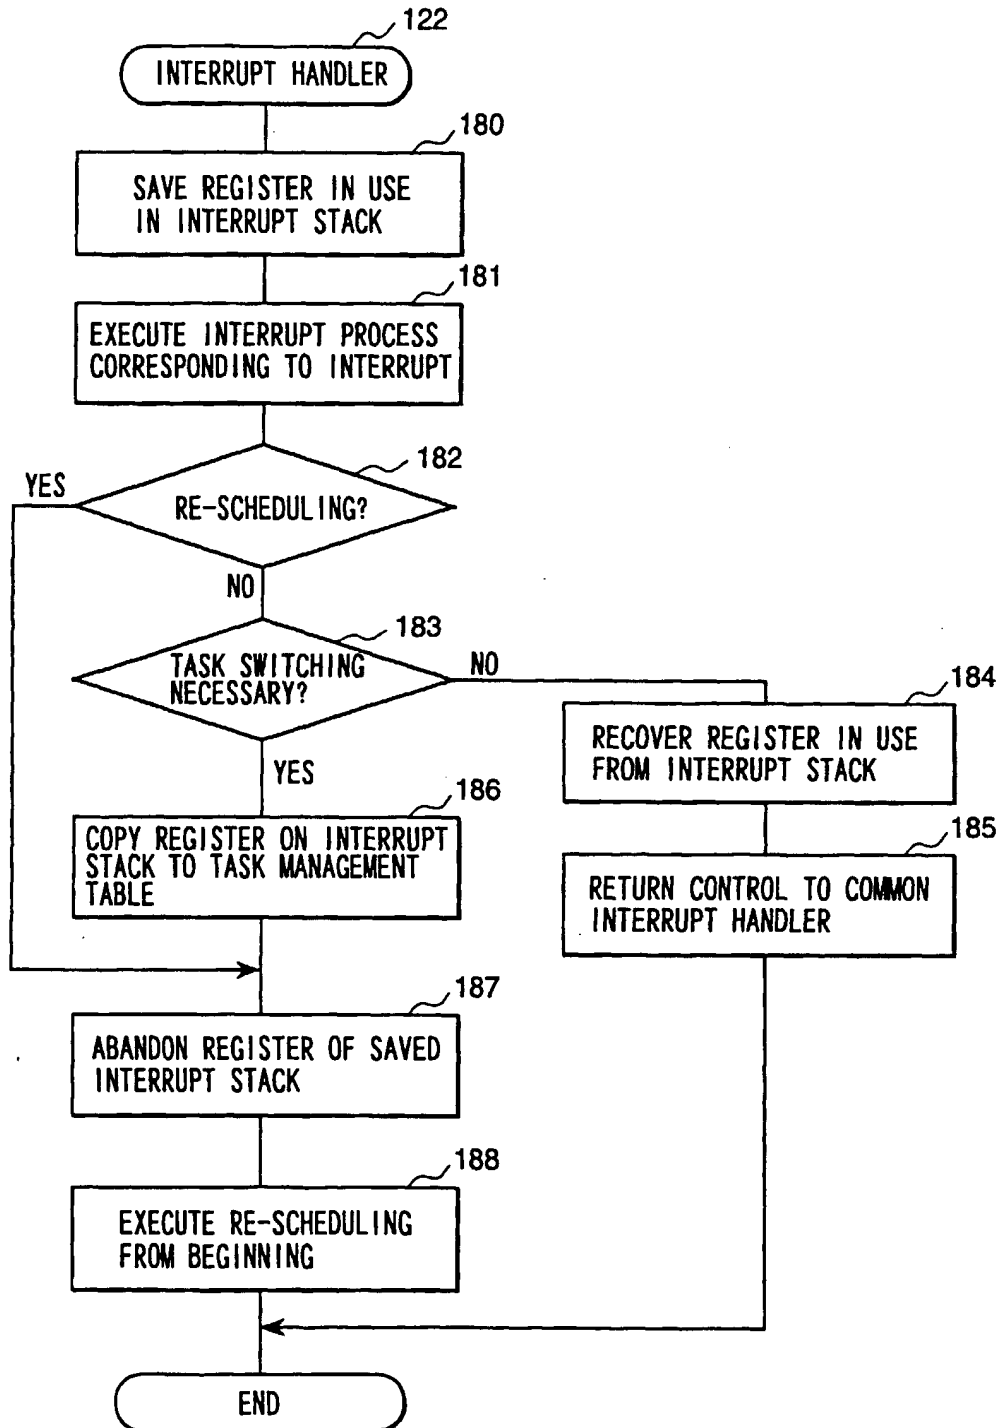 122
INTERRUPT HANDLER
180
SAVE REGISTER IN USE
IN INTERRUPT STACK
181
EXECUTE INTERRUPT PROCESS
CORRESPONDING TO INTERRUPT
182
YES
RE-SCHEDULING?
NO
183
TASK SWITCHING
NECESSARY?
NO
184
RECOVER REGISTER IN USE
FROM INTERRUPT STACK
YES
186
COPY REGISTER ON INTERRUPT
STACK TO TASK MANAGEMENT
TABLE
185
RETURN CONTROL TO COMMON
INTERRUPT HANDLER
187
ABANDON REGISTER OF SAVED
INTERRUPT STACK
188
EXECUTE RE-SCHEDULING
FROM BEGINNING
END